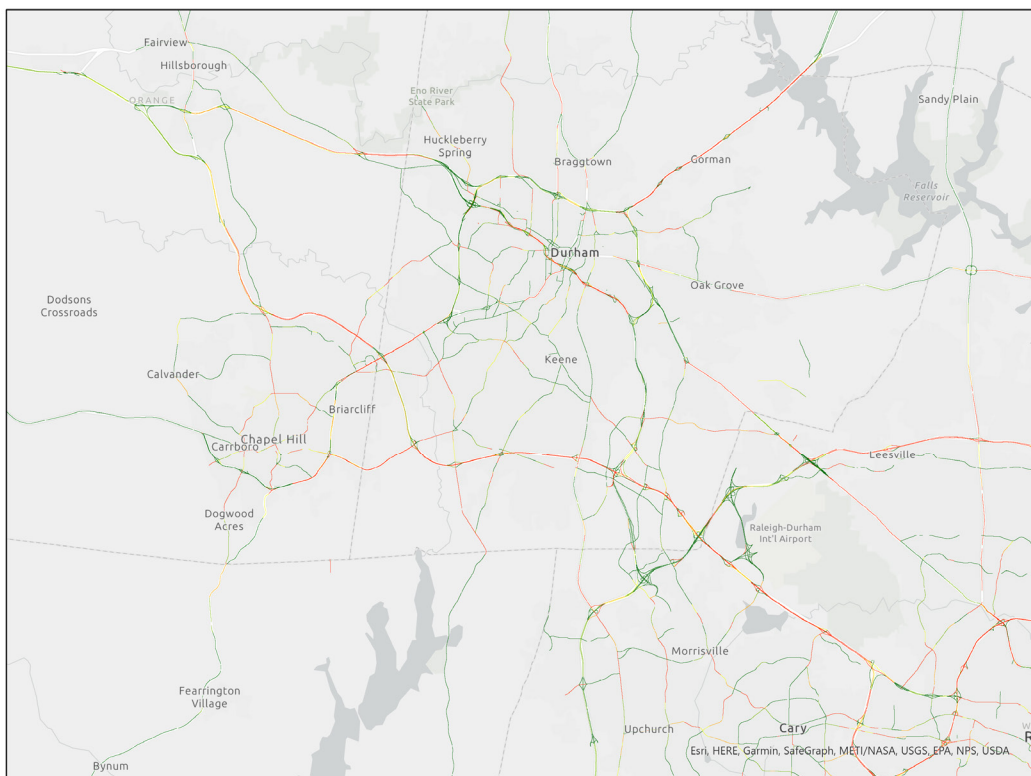 Fairview
Hillsborough
ORANGE
Eno River
State Park
Sandy Plain
Huckleberry
Spring
Braggtown
Gorman
Falls
Reservoir
Durham
Oak Grove
Dodsons
Crossroads
Keene
Calvander
Briarcliff
Chapel Hill
Carrboro
Leesville
Dogwood
Acres
Raleigh-Durham
Int'l Airport
Morrisville
Fearrington
Village
Upchurch
Cary
W
R
Esri, HERE, Garmin, SafeGraph, METI/NASA, USGS, EPA, NPS, USDA
Bynum